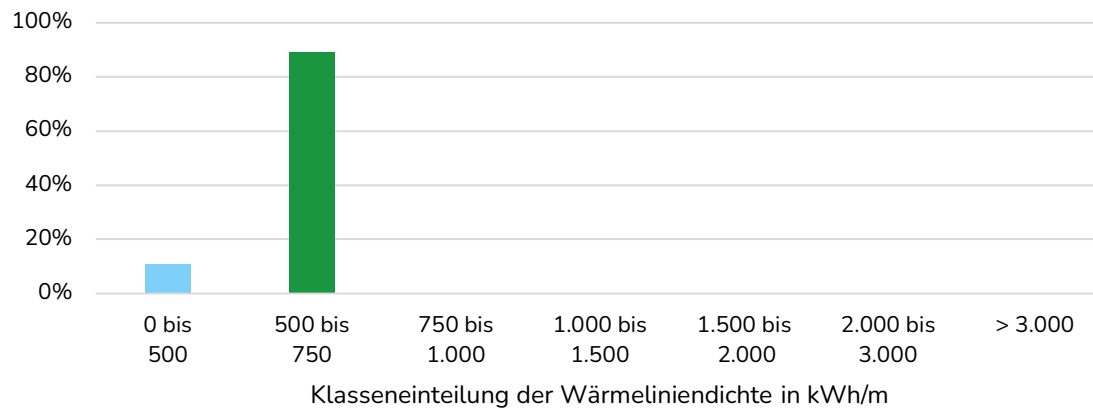 100%
80%
60%
40%
20%
0%
0 bis 500 bis 750 bis 1.000 bis 1.500 bis 2.000 bis > 3.000
500 750 1.000 1.500 2.000 3.000
Klasseneinteilung der Wärmeliniendichte in kWh/m